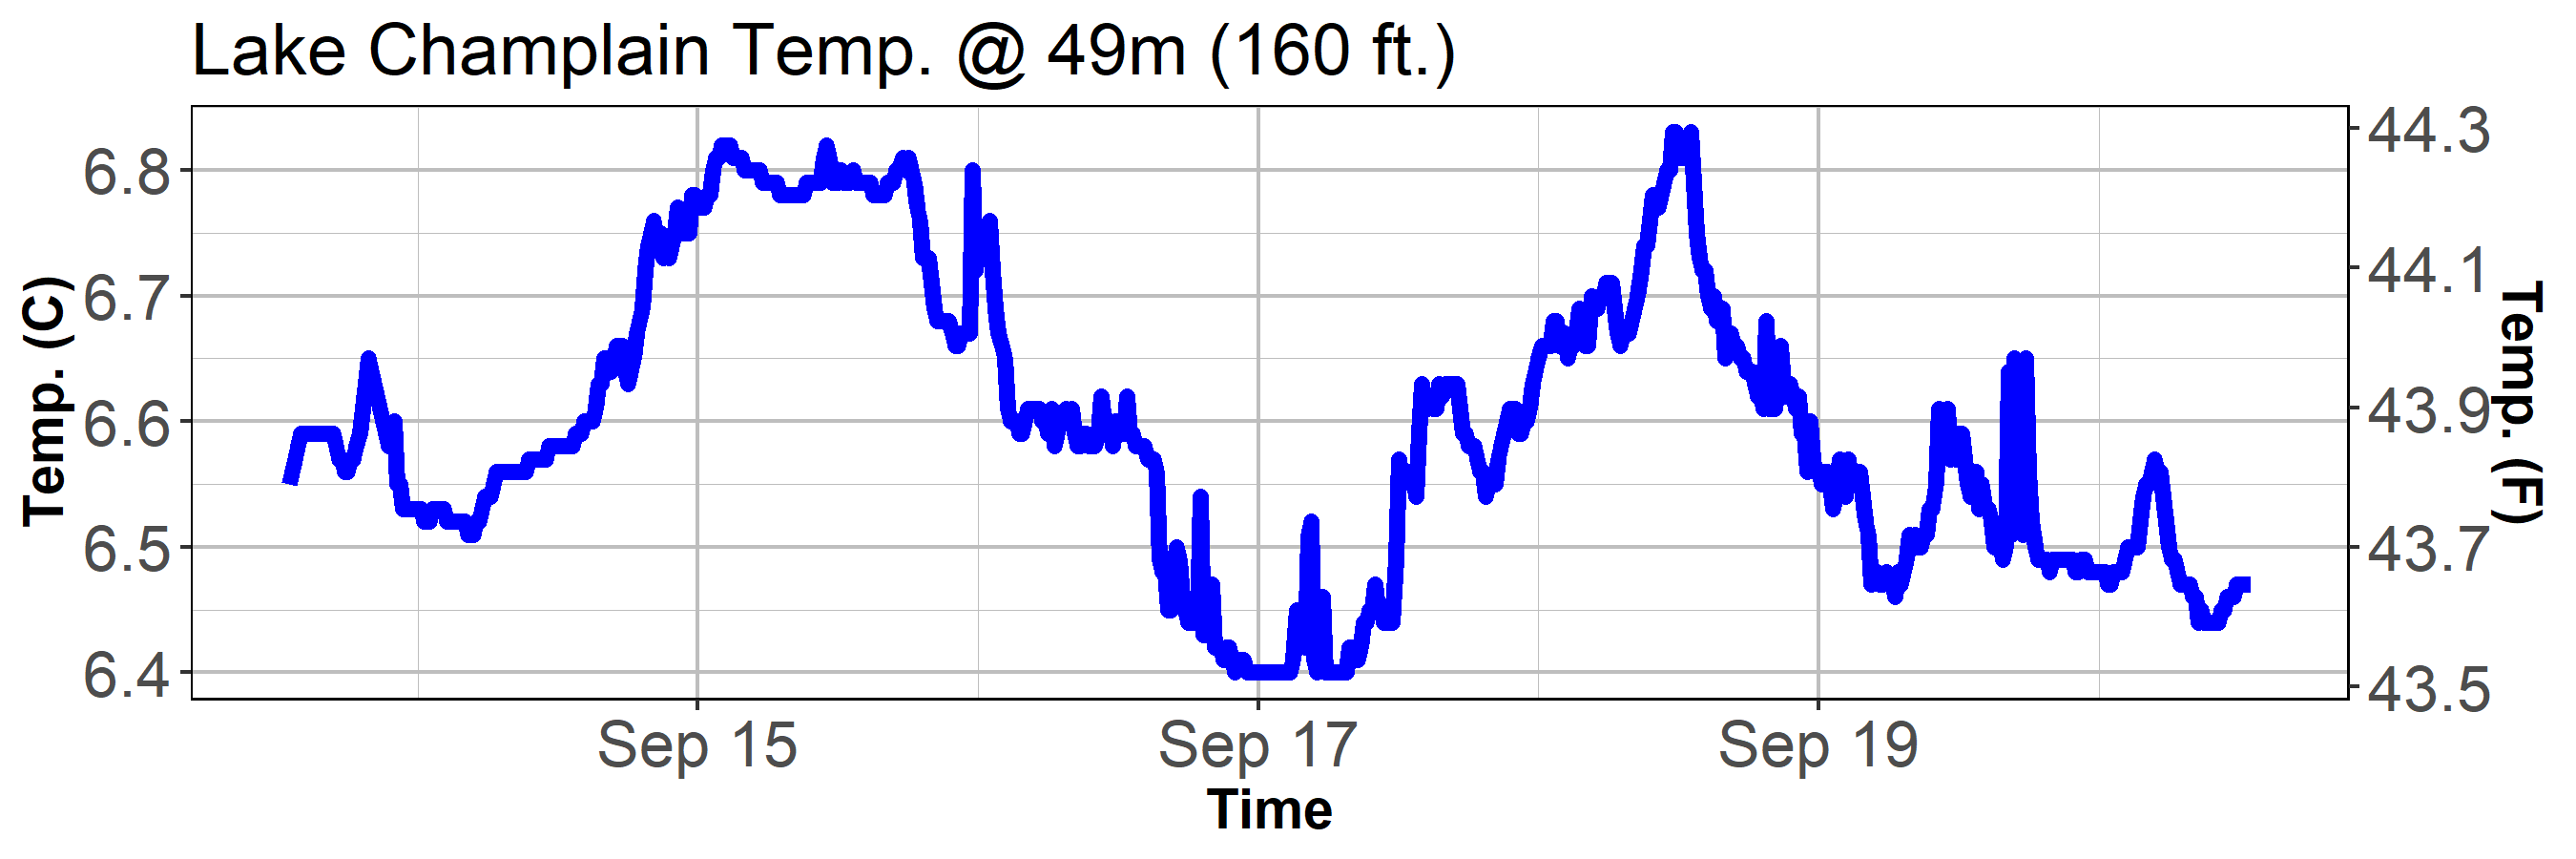 Lake Champlain Temp. @ 49m (160 ft.)
Temp. (C)
6.8
6.7
6.6
6.5
6.4
44.3
44.1
43.9
43.7
43.5
Temp. (F)
Sep 15
Sep 17
Sep 19
Time